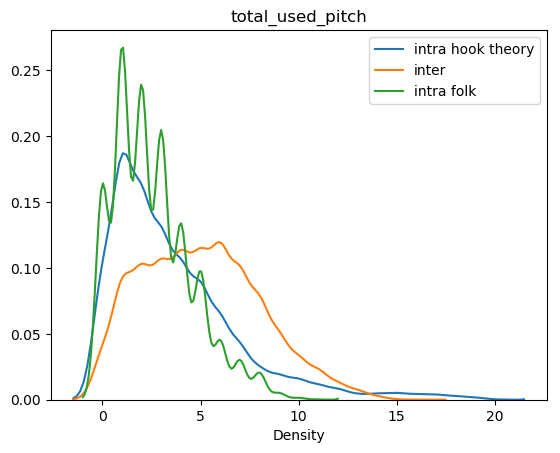 total_used_pitch
intra hook theory
inter
intra folk
0.25
0.20
0.15
0.10
0.05
0.00
0 5 10 15 20
Density